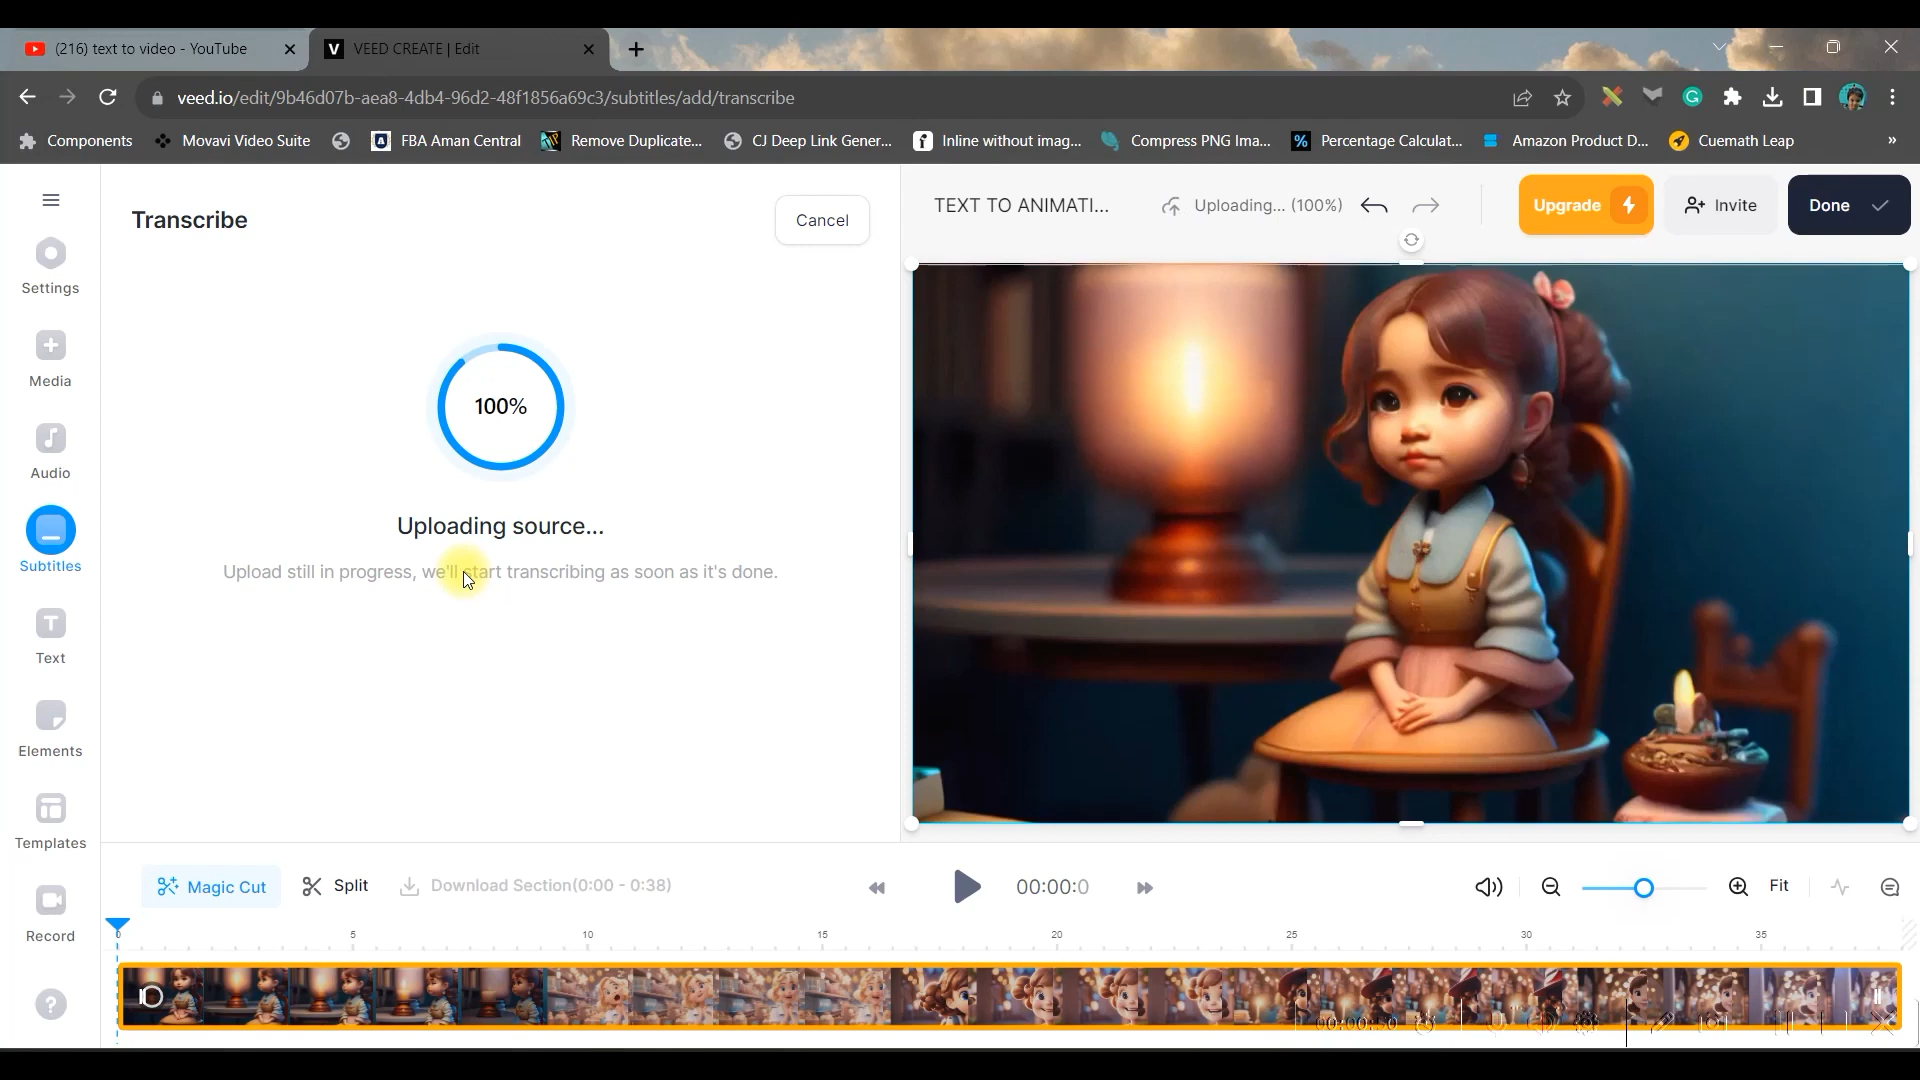 (216) text to video - YouTube
VEED CREATE | Edit
veed.io/edit/9b46d07b-aea8-4db4-96d2-48f1856a69c3/subtitles/add/transcribe
Components
Movavi Video Suite
FBA Aman Central
Remove Duplicate...
CJ Deep Link Gener...
Inline without imag...
Compress PNG Ima...
Percentage Calculat...
Amazon Product D...
Cuemath Leap
»
Settings
Media
Audio
Subtitles
Text
Elements
Templates
Record
Transcribe
Cancel
100%
Uploading source...
Upload still in progress, we'll start transcribing as soon as it's done.
TEXT TO ANIMATI...
Uploading... (100%)
Upgrade
Invite
Done
Magic Cut
Split
Download Section(0:00 - 0:38)
00:00:0
Fit
0 5 10 15 20 25 30 35
00:00:50